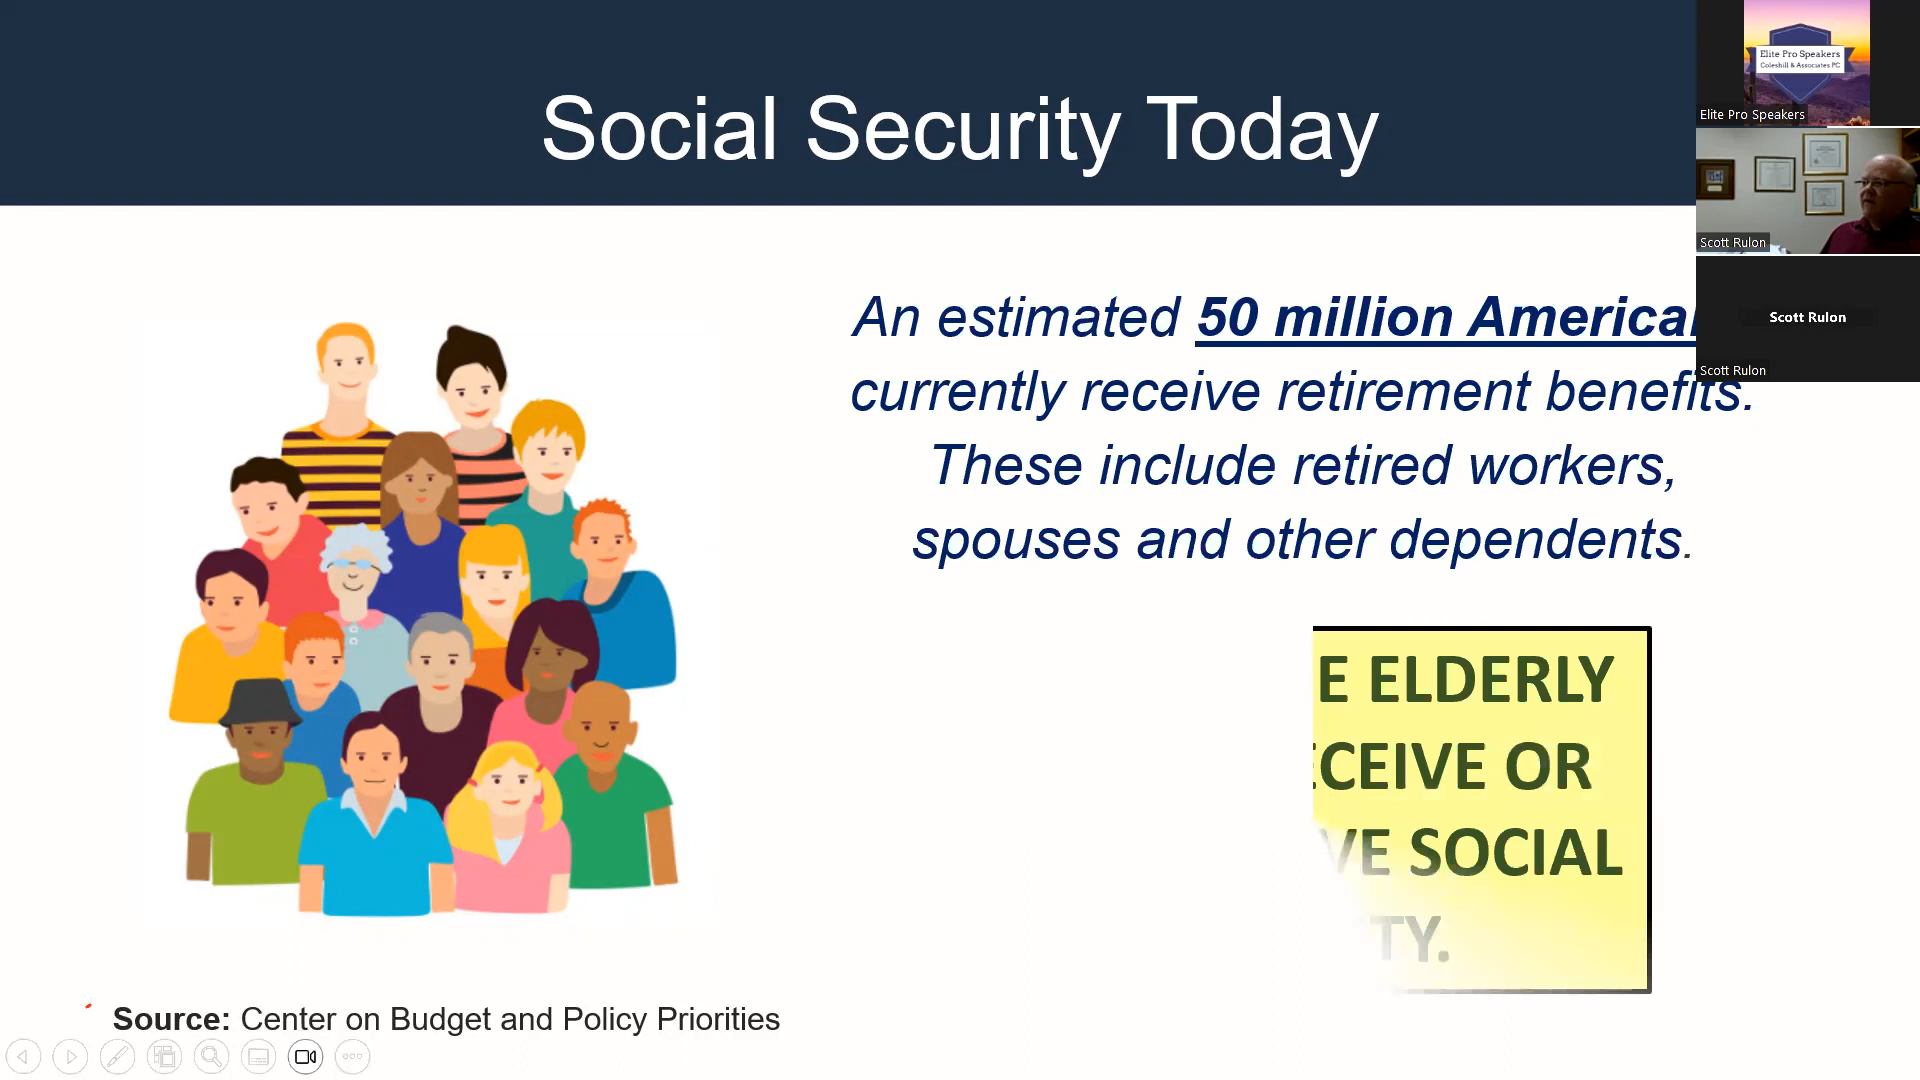 Social Security Today
Elite Pro Speakers
Coleshill & Associates PC
Elite Pro Speakers
Scott Rulon
Scott Rulon
Scott Rulon
An estimated 50 million America
currently receive retirement benefits.
These include retired workers,
spouses and other dependents.
E ELDERLY
ECEIVE OR
VE SOCIAL
TY.
Source: Center on Budget and Policy Priorities